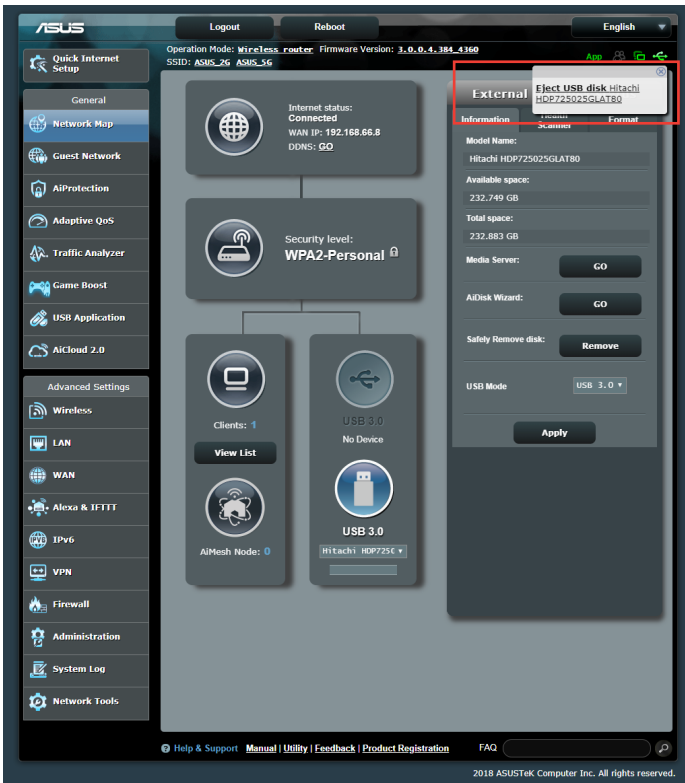 ASUS
Logout
Reboot
English
Quick Internet
Setup
Operation Mode: Wireless router Firmware Version: 3.0.0.4.384_4360
SSID: ASUS_2G ASUS_5G
App
General
Network Map
Guest Network
AiProtection
Adaptive QoS
Traffic Analyzer
Game Boost
USB Application
AiCloud 2.0
Advanced Settings
Wireless
LAN
WAN
Alexa & IFTTT
IPv6
VPN
Firewall
Administration
System Log
Network Tools
Internet status:
Connected
WAN IP: 192.168.66.8
DDNS: GO
Security level:
WPA2-Personal
Clients: 1
View List
AiMesh Node: 0
USB 3.0
No Device
USB 3.0
Hitachi HDP725C
External
Eject USB disk Hitachi
HDP725025GLAT80
Information
Health
Scanner
Format
Model Name:
Hitachi HDP725025GLAT80
Available space:
232.749 GB
Total space:
232.883 GB
Media Server:
GO
AiDisk Wizard:
GO
Safely Remove disk:
Remove
USB Mode
USB 3.0
Apply
Help & Support Manual | Utility | Feedback | Product Registration
FAQ
2018 ASUSTeK Computer Inc. All rights reserved.